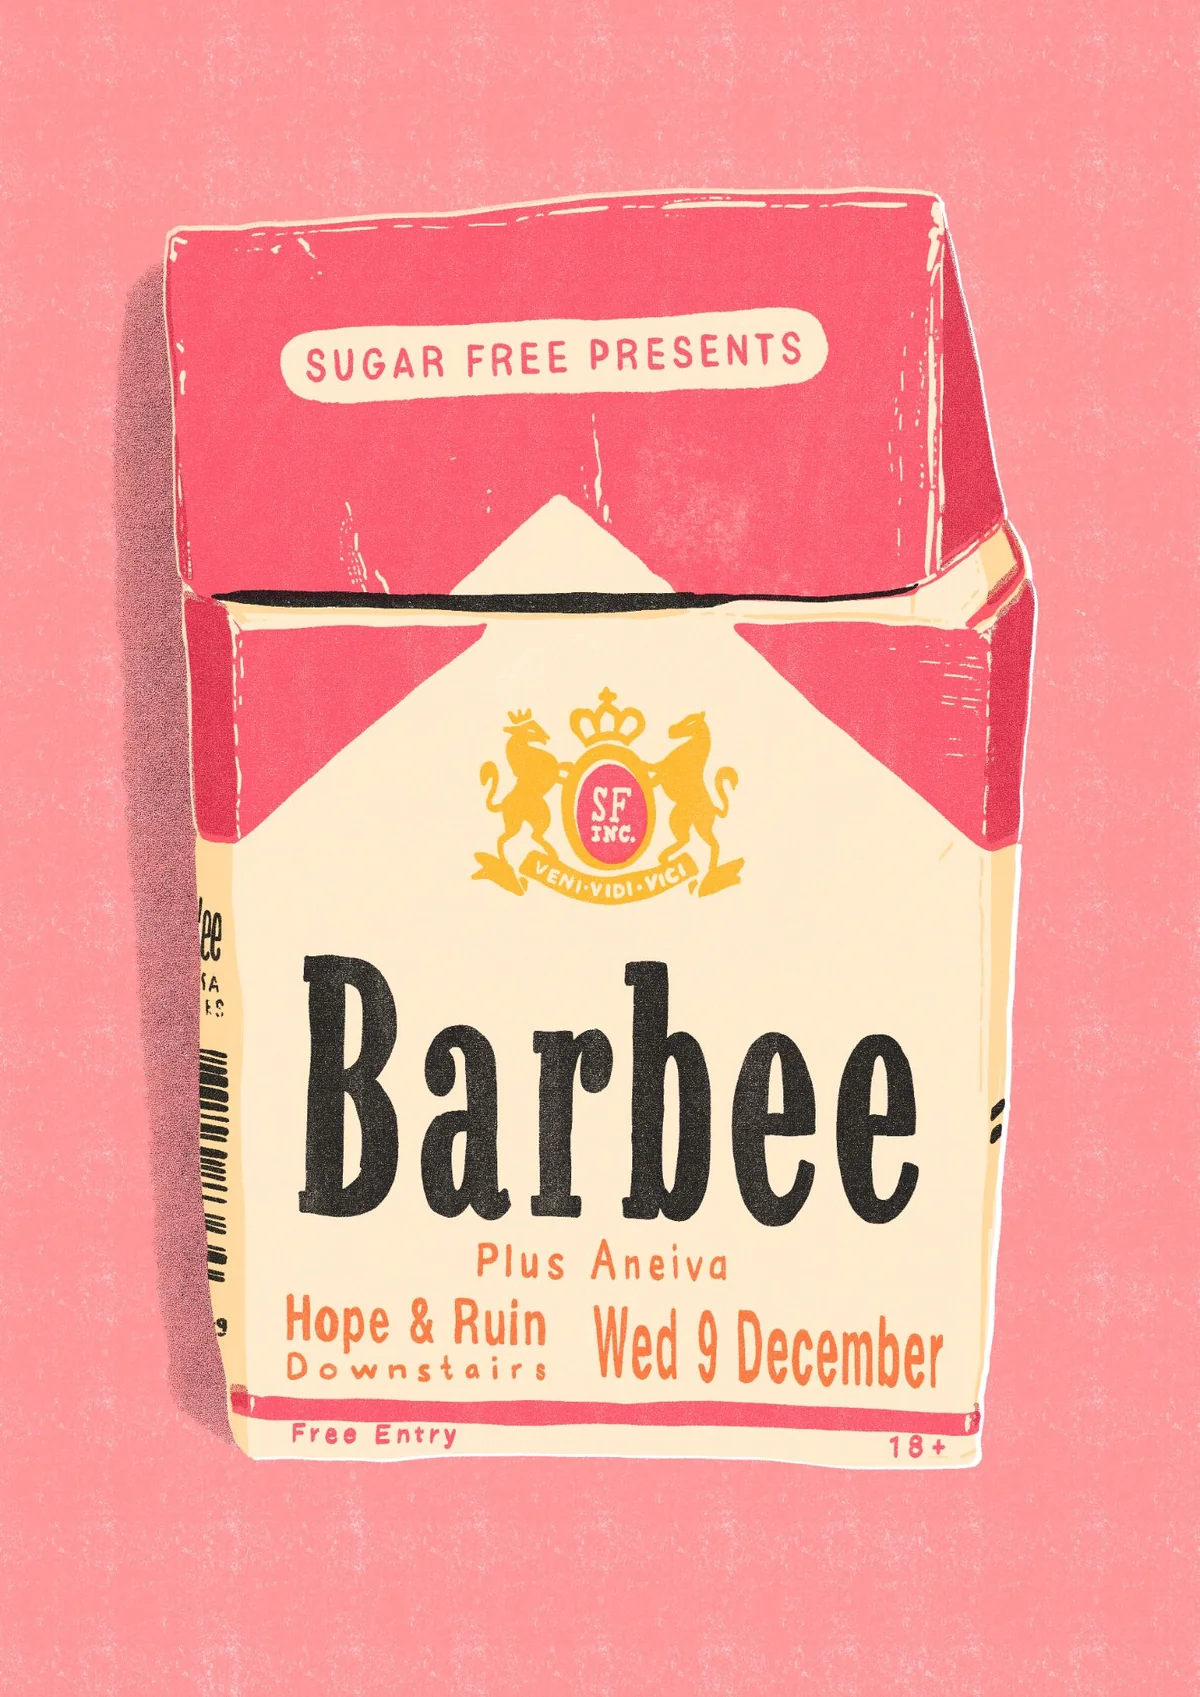 SUGAR FREE PRESENTS
SF
INC.
VENI·VIDI·VICI
Barbee
Plus Aneiva
Hope & Ruin
Downstairs
Wed 9 December
Free Entry
18+